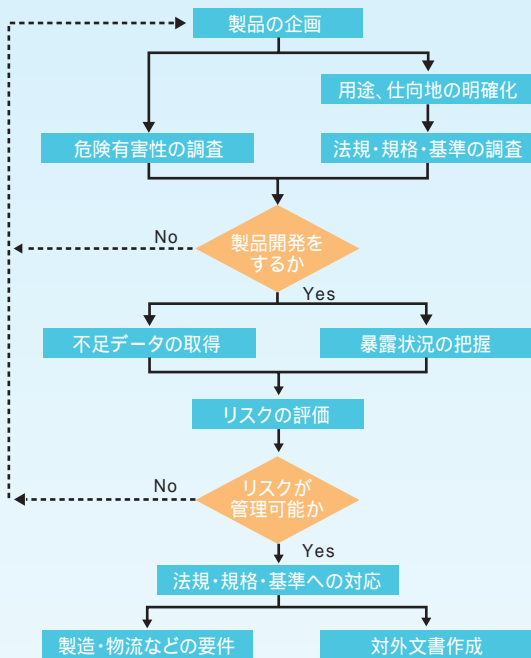 製品の企画
用途、仕向地の明確化
危険有害性の調査
法規・規格・基準の調査
製品開発を
するか
No
Yes
不足データの取得
暴露状況の把握
リスクの評価
リスクが
管理可能か
No
Yes
法規・規格・基準への対応
製造・物流などの要件
対外文書作成